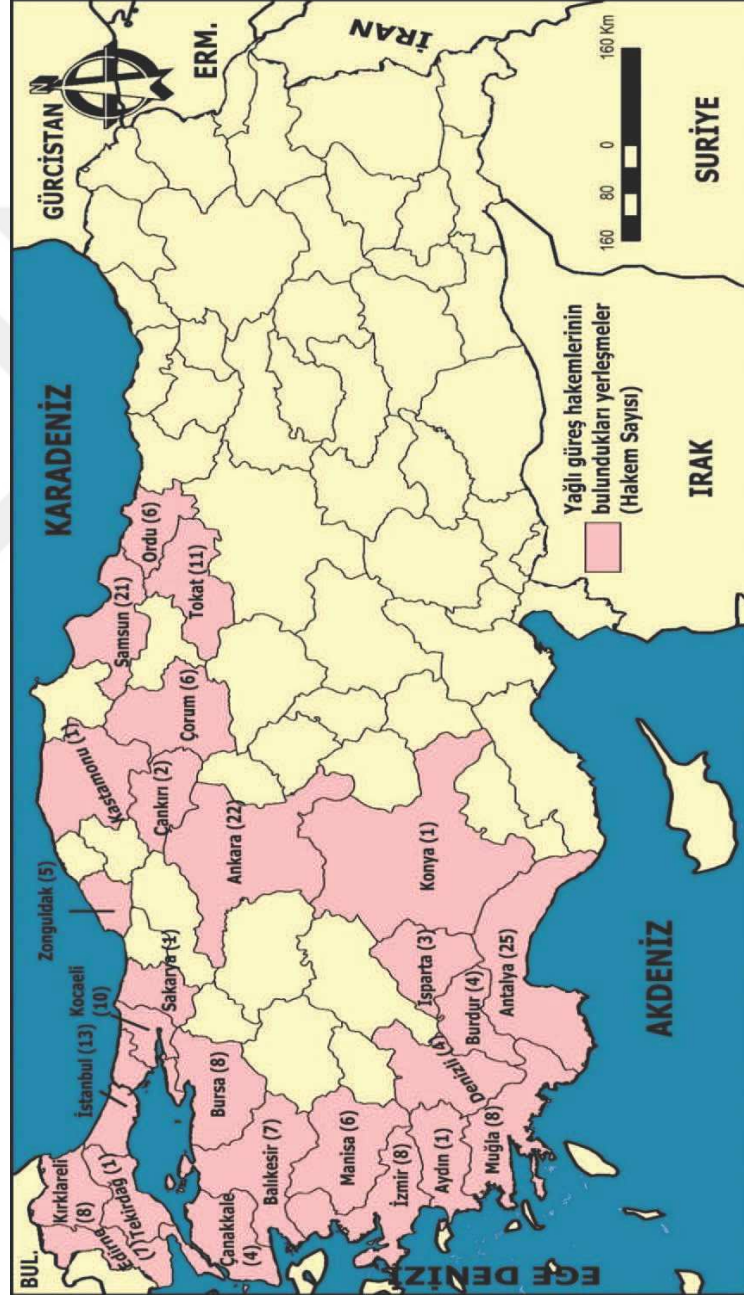 BUL.
KARADENİZ
GÜRCİSTAN
N
ERM.
İRAN
Kırklareli
(8)
Edirne
(7)
Tekirdağ (1)
İstanbul (13)
Kocaeli
(10)
Sakarya (1)
Zonguldak (5)
Kastamonu (1)
Çankırı (2)
Çorum (6)
Samsun (21)
Ordu (6)
Tokat (11)
Ankara (22)
Çanakkale
(4)
Balıkesir (7)
Bursa (8)
Manisa (6)
İzmir (8)
Aydın (1)
Muğla (8)
Denizli (4)
Burdur (4)
Isparta (3)
Antalya (25)
Konya (1)
EGE DENİZİ
AKDENİZ
Yağlı güreş hakemlerinin
bulundukları yerleşmeler
(Hakem Sayısı)
IRAK
SURİYE
160 80 0 160 Km